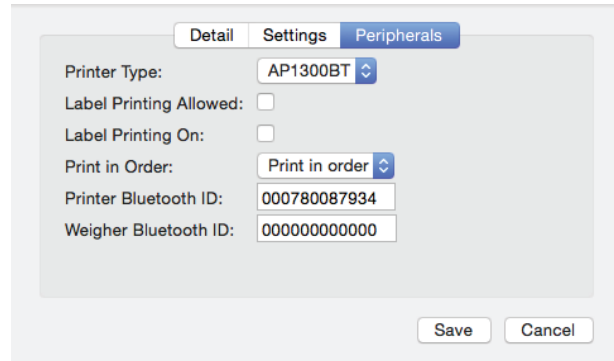 Detail Settings Peripherals
Printer Type: AP1300BT
Label Printing Allowed:
Label Printing On:
Print in Order: Print in order
Printer Bluetooth ID: 000780087934
Weigher Bluetooth ID: 000000000000
Save Cancel